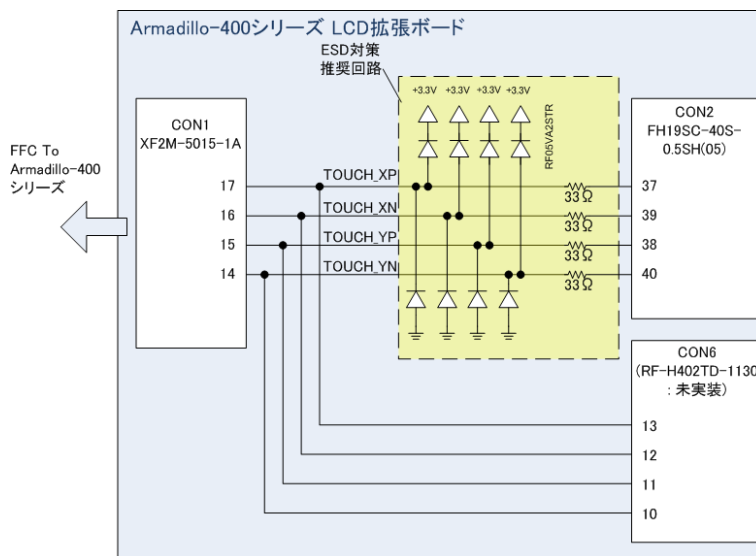 Armadillo-400シリーズ LCD拡張ボード
ESD対策
推奨回路
+3.3V +3.3V +3.3V +3.3V
RF05VA2STR
CON1
XF2M-5015-1A
CON2
FH19SC-40S-
0.5SH(05)
FFC To
Armadillo-400
シリーズ
17 TOUCH_XP 33Ω 37
16 TOUCH_XN 33Ω 39
15 TOUCH_YP 33Ω 38
14 TOUCH_YN 33Ω 40
CON6
(RF-H402TD-1130
: 未実装)
13
12
11
10